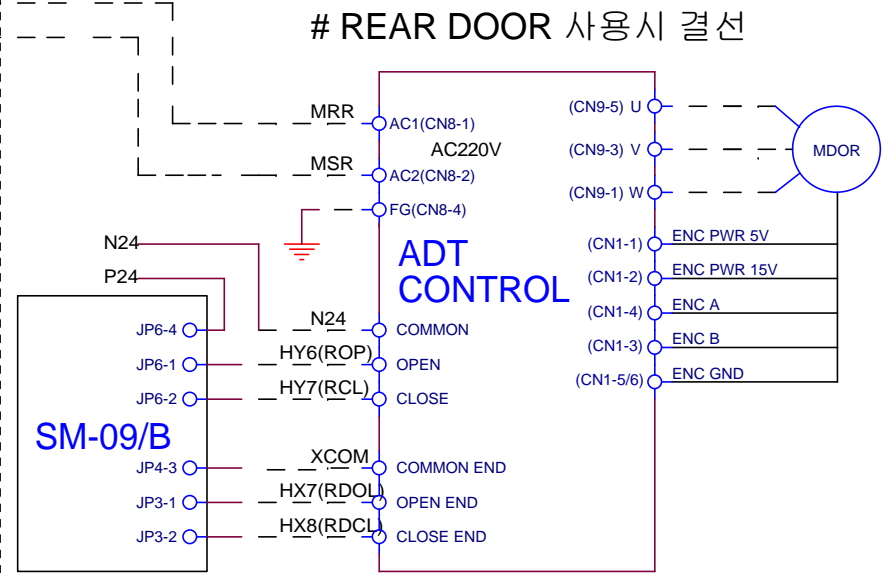 # REAR DOOR 사용시 결선
MRR
AC1(CN8-1)
AC220V
MSR
AC2(CN8-2)
FG(CN8-4)
(CN9-5) U
(CN9-3) V
(CN9-1) W
MDOR
ADT
CONTROL
(CN1-1) ENC PWR 5V
(CN1-2) ENC PWR 15V
(CN1-4) ENC A
(CN1-3) ENC B
(CN1-5/6) ENC GND
N24
P24
JP6-4 N24 COMMON
JP6-1 HY6(ROP) OPEN
JP6-2 HY7(RCL) CLOSE
SM-09/B
JP4-3 XCOM COMMON END
JP3-1 HX7(RDOL) OPEN END
JP3-2 HX8(RDCL) CLOSE END